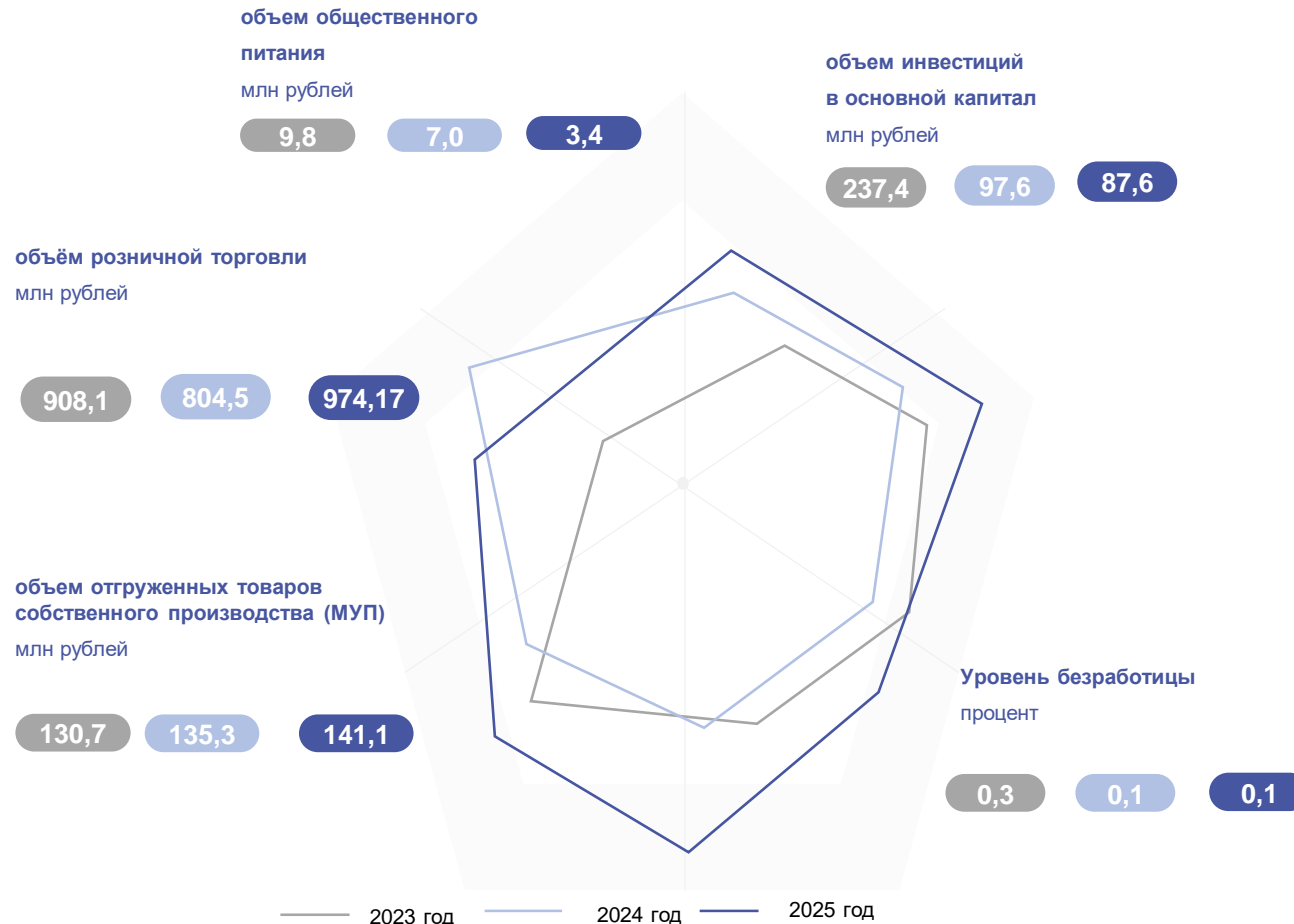 объем общественного
питания
млн рублей
9,8 7,0 3,4
объем инвестиций
в основной капитал
млн рублей
237,4 97,6 87,6
объём розничной торговли
млн рублей
908,1 804,5 974,17
объем отгруженных товаров
собственного производства (МУП)
млн рублей
130,7 135,3 141,1
Уровень безработицы
процент
0,3 0,1 0,1
2023 год 2024 год 2025 год